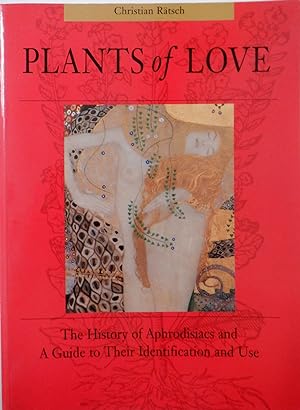 Christian Rätsch
PLANTS of LOVE
The History of Aphrodisiacs and
A Guide to Their Identification and Use